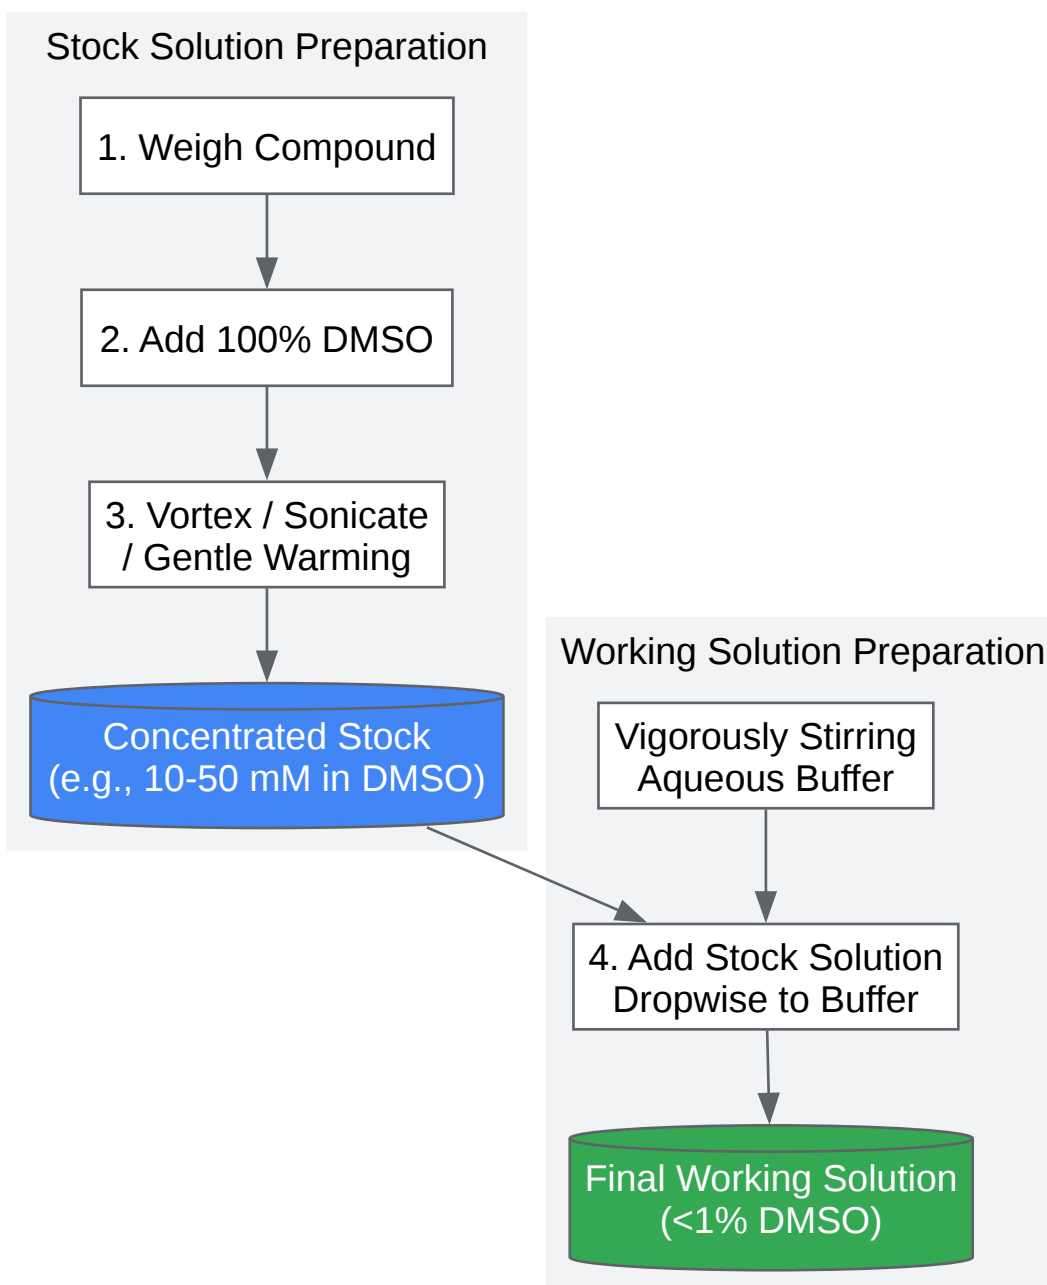 Stock Solution Preparation
1. Weigh Compound
2. Add 100% DMSO
3. Vortex / Sonicate
/ Gentle Warming
Concentrated Stock
(e.g., 10-50 mM in DMSO)
Working Solution Preparation
Vigorously Stirring
Aqueous Buffer
4. Add Stock Solution
Dropwise to Buffer
Final Working Solution
(<1% DMSO)